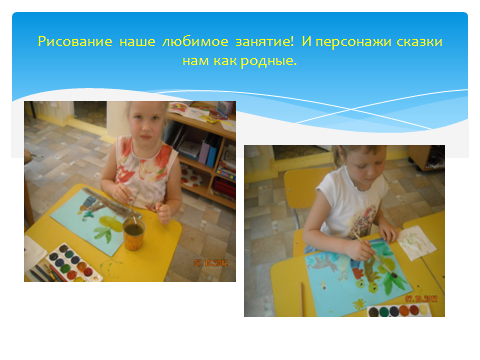 Рисование наше любимое занятие! И персонажи сказки
нам как родные.